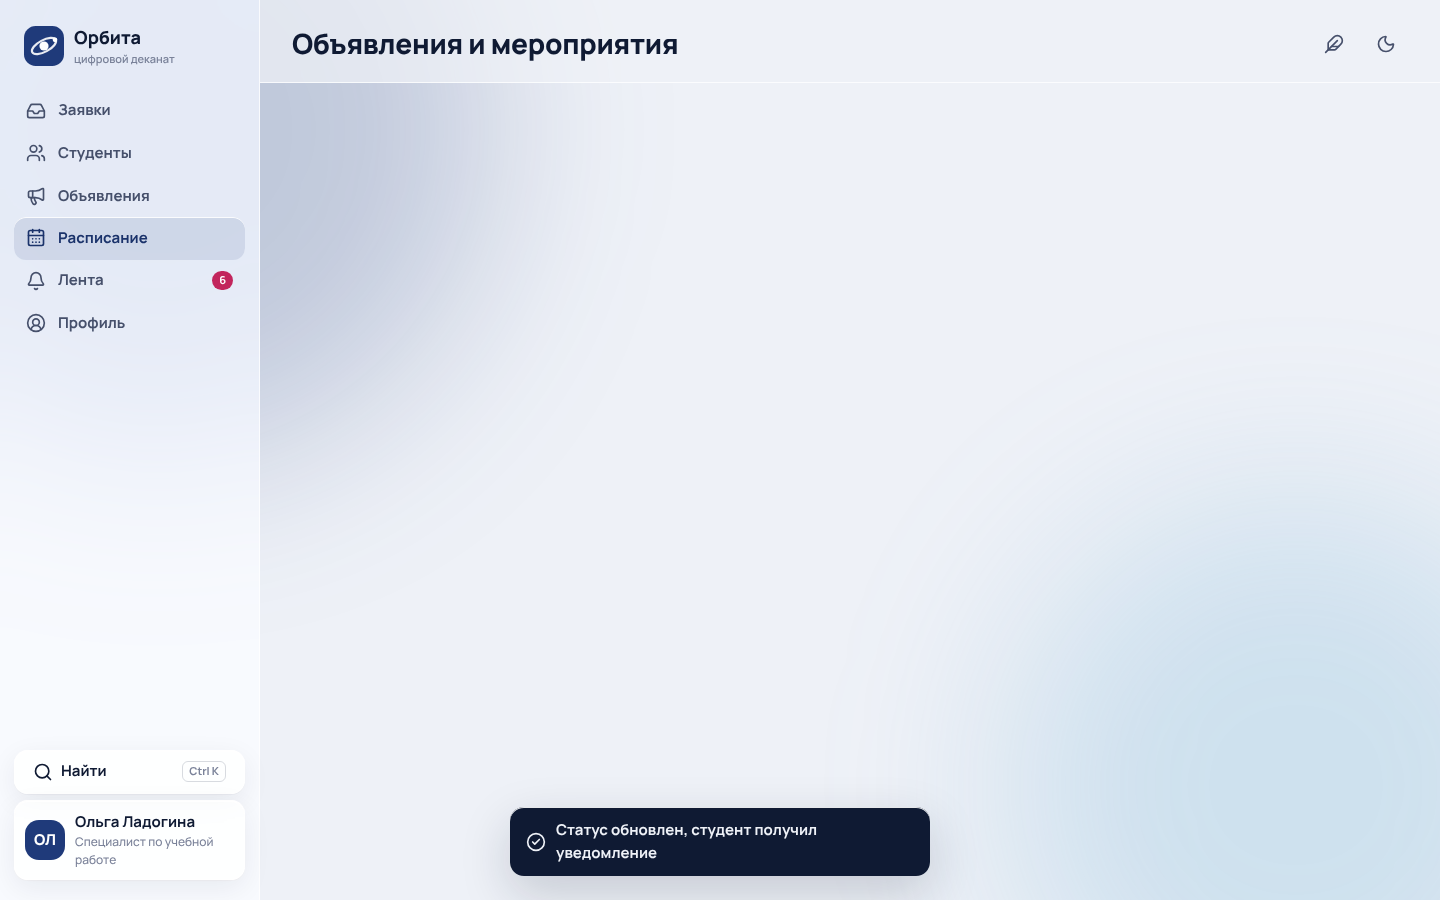 Орбита
цифровой деканат
Заявки
Студенты
Объявления
Расписание
Лента
6
Профиль
Найти
Ctrl K
ОЛ
Ольга Ладогина
Специалист по учебной
работе
Объявления и мероприятия
Статус обновлен, студент получил
уведомление